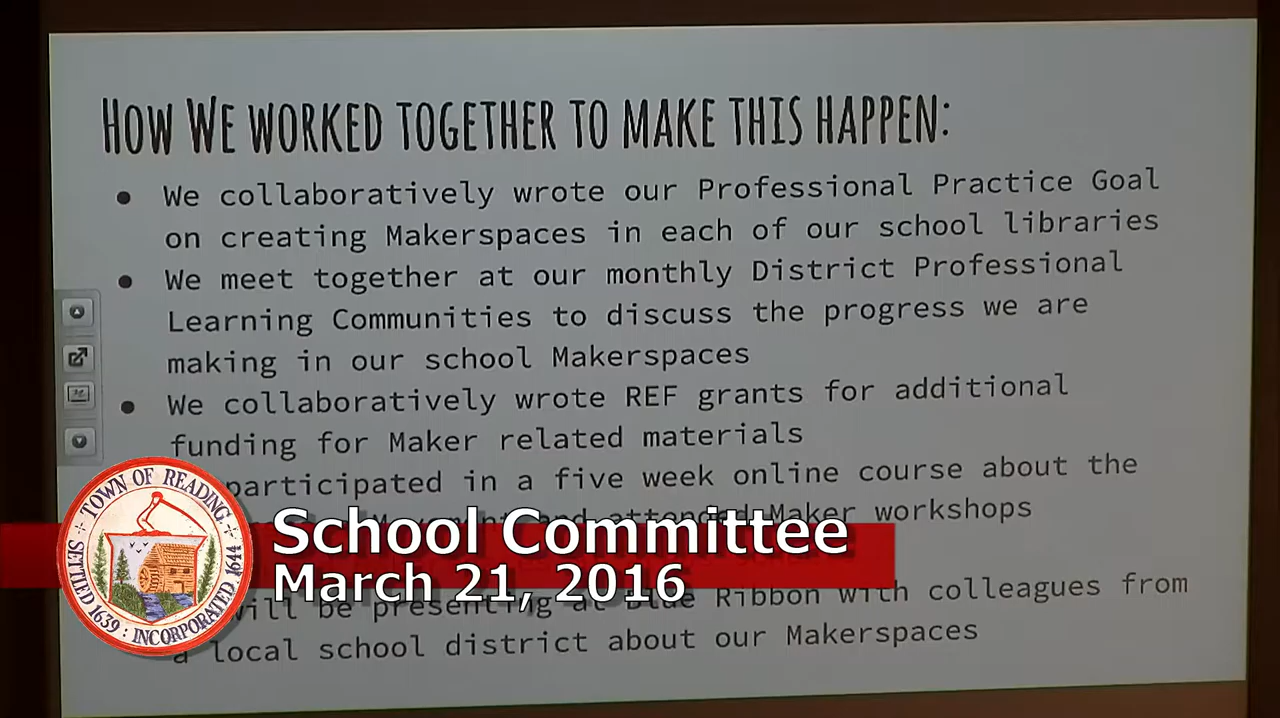 HOW WE WORKED TOGETHER TO MAKE THIS HAPPEN:
● We collaboratively wrote our Professional Practice Goal
on creating Makerspaces in each of our school libraries
● We meet together at our monthly District Professional
Learning Communities to discuss the progress we are
making in our school Makerspaces
● We collaboratively wrote REF grants for additional
funding for Maker related materials
participated in a five week online course about the
and attended Maker workshops
will be presenting at Blue Ribbon with colleagues from
a local school district about our Makerspaces
TOWN OF READING
SETTLED 1639 : INCORPORATED 1644
School Committee
March 21, 2016